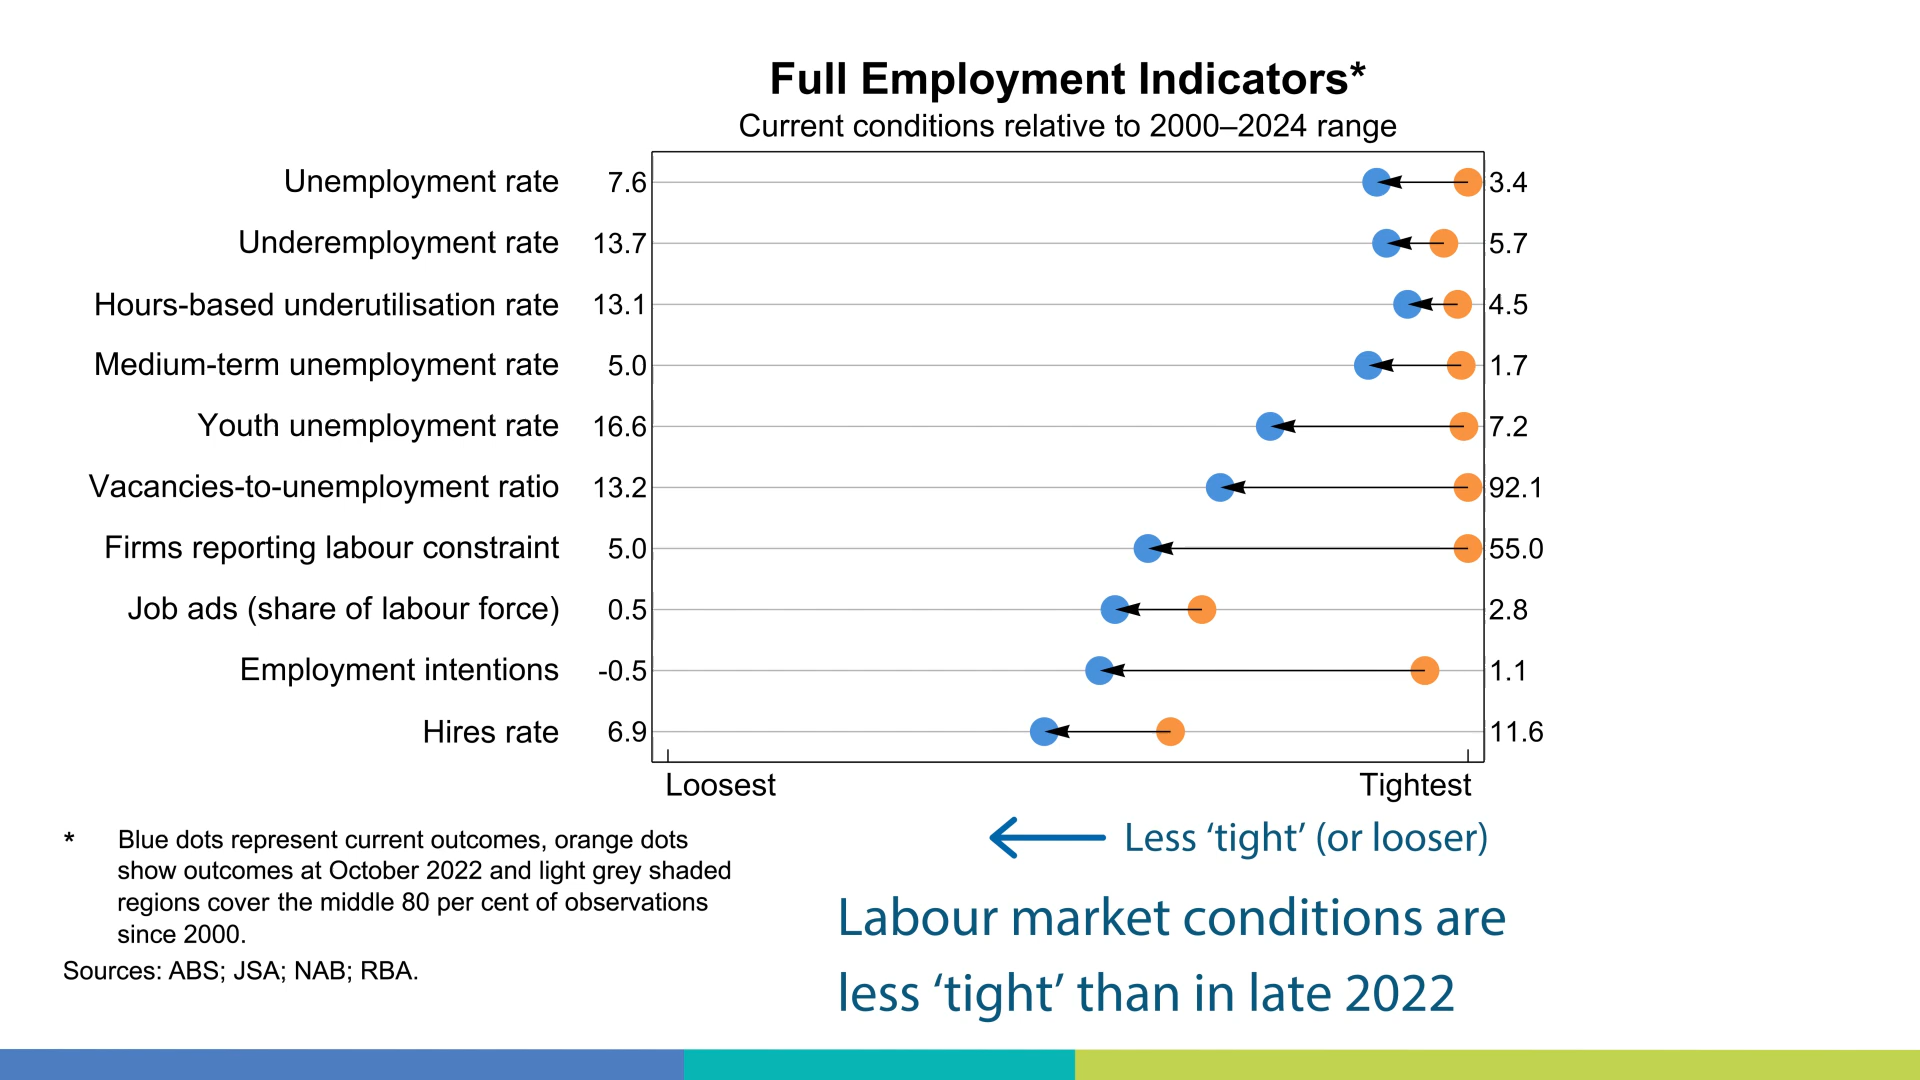 Full Employment Indicators*
Current conditions relative to 2000–2024 range
Unemployment rate 7.6 3.4
Underemployment rate 13.7 5.7
Hours-based underutilisation rate 13.1 4.5
Medium-term unemployment rate 5.0 1.7
Youth unemployment rate 16.6 7.2
Vacancies-to-unemployment ratio 13.2 92.1
Firms reporting labour constraint 5.0 55.0
Job ads (share of labour force) 0.5 2.8
Employment intentions -0.5 1.1
Hires rate 6.9 11.6
Loosest Tightest
Less ‘tight’ (or looser)
* Blue dots represent current outcomes, orange dots
show outcomes at October 2022 and light grey shaded
regions cover the middle 80 per cent of observations
since 2000.
Sources: ABS; JSA; NAB; RBA.
Labour market conditions are
less ‘tight’ than in late 2022